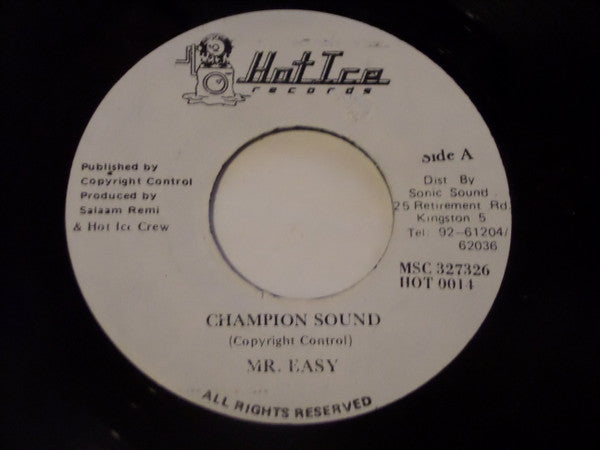 Hot Ice
records
Published by
Copyright Control
Produced by
Salaam Remi
& Hot Ice Crew
Side A
Dist By
Sonic Sound
25 Retirement Rd.
Kingston 5
Tel: 92-61204/
62036
MSC 327326
HOT 0014
CHAMPION SOUND
(Copyright Control)
MR. EASY
ALL RIGHTS RESERVED